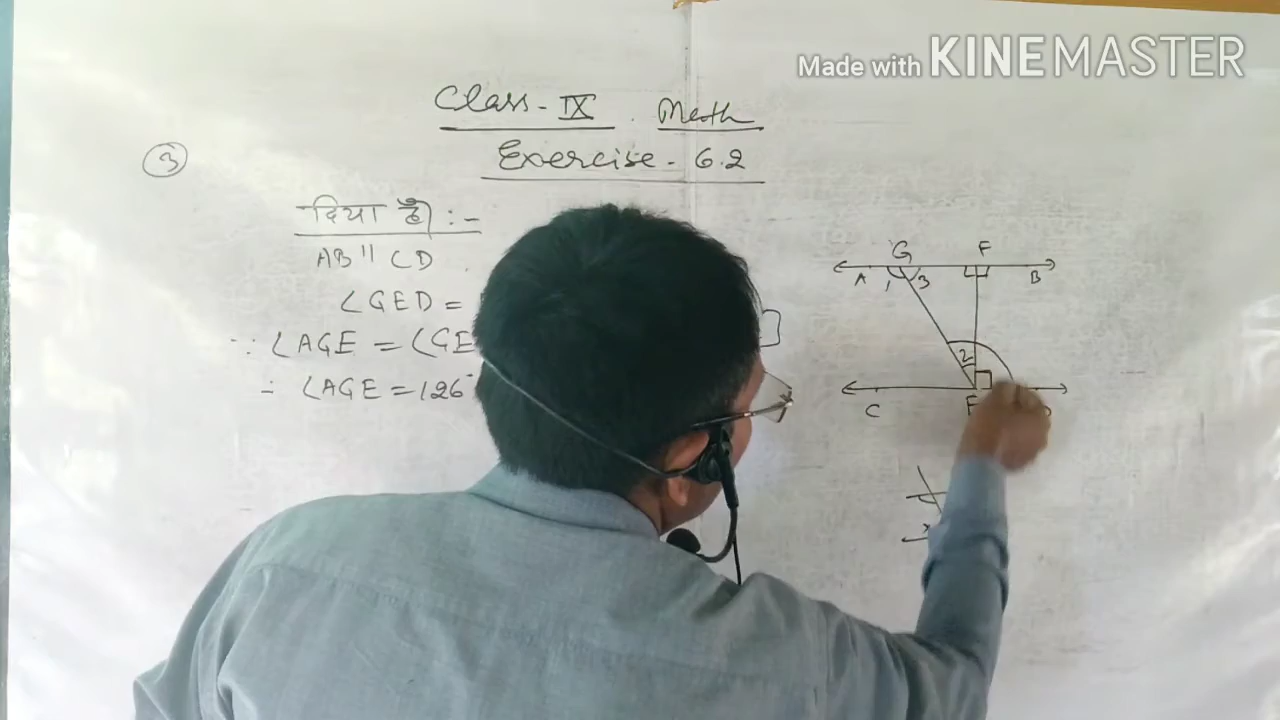 Made with KINEMASTER
Class - IX . Math
Exercise - 6.2
3
दिया है :-
AB || CD
∠GED =
∵ ∠AGE = ∠GE
∴ ∠AGE = 126°
G F
A 1 3 B
2
C E